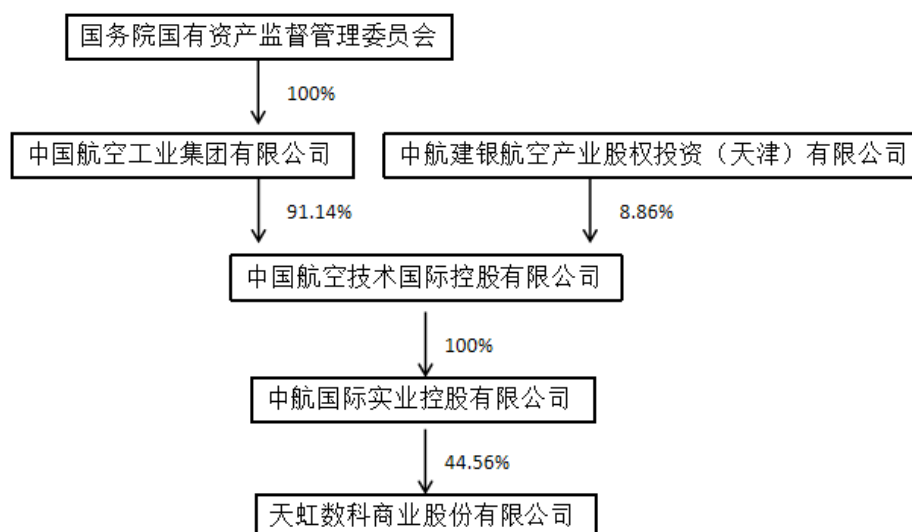 国务院国有资产监督管理委员会
100%
中国航空工业集团有限公司
中航建银航空产业股权投资（天津）有限公司
91.14%
8.86%
中国航空技术国际控股有限公司
100%
中航国际实业控股有限公司
44.56%
天虹数科商业股份有限公司